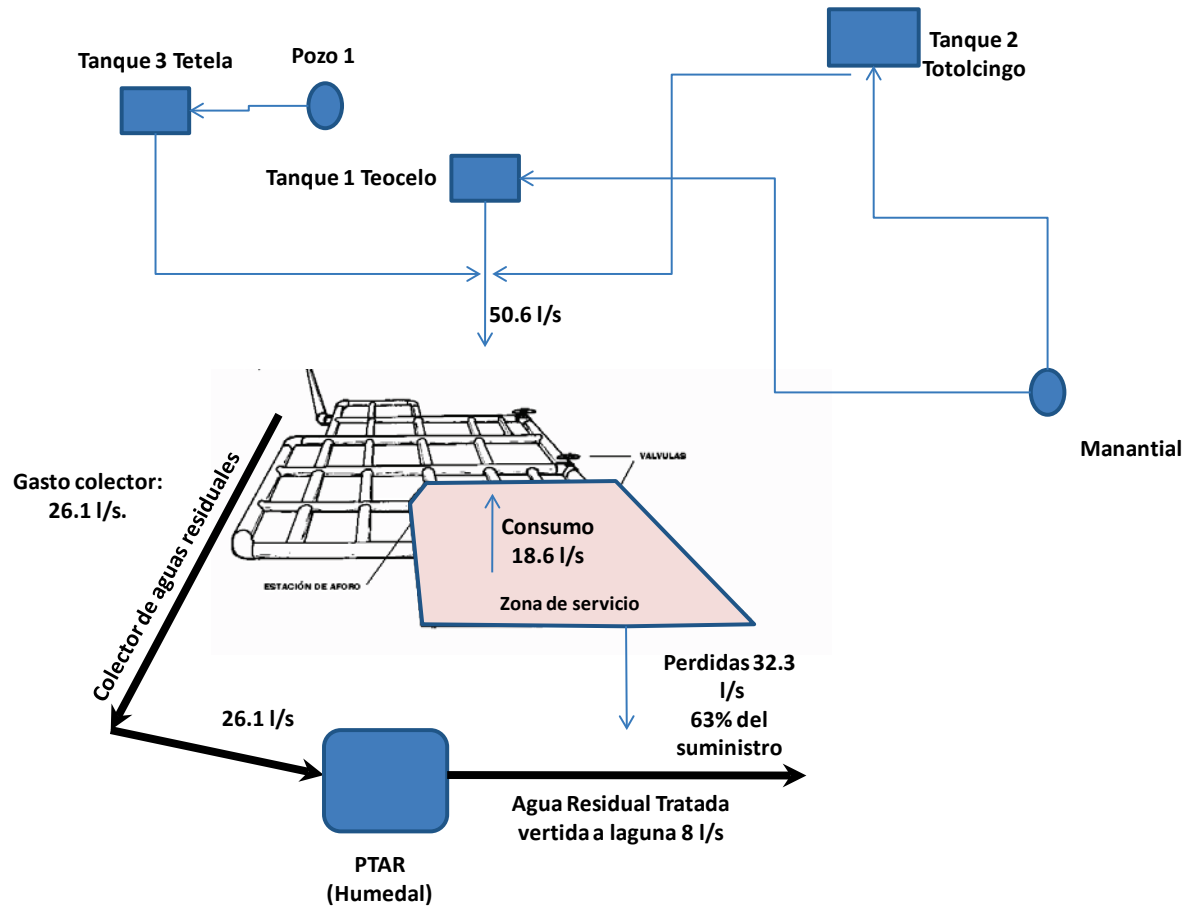 Tanque 3 Tetela
Pozo 1
Tanque 2
Totolcingo
Tanque 1 Teocelo
50.6 l/s
Manantial
VALVULAS
Gasto colector:
26.1 l/s.
Colector de aguas residuales
Consumo
18.6 l/s
ESTACIÓN DE AFORO
Zona de servicio
Perdidas 32.3
l/s
63% del
suministro
26.1 l/s
Agua Residual Tratada
vertida a laguna 8 l/s
PTAR
(Humedal)